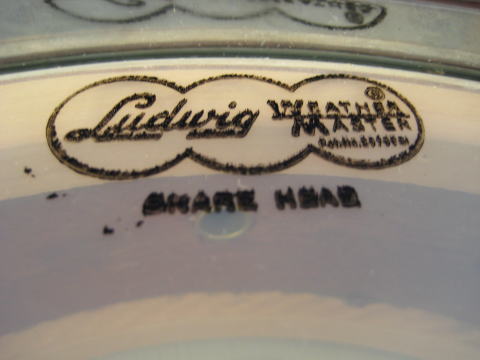 Ludwig WEATHER
MASTER ®
SNARE HEAD